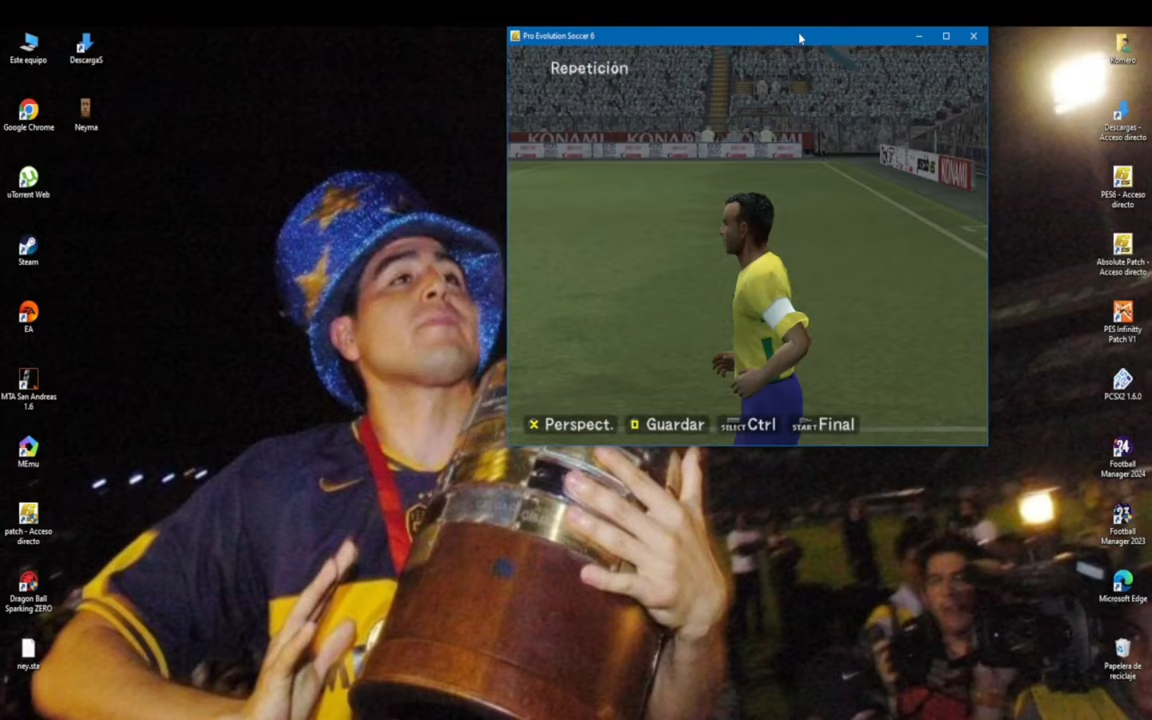 Este equipo
DescargaS
Google Chrome
Neyma
uTorrent Web
Steam
EA
MTA San Andreas
1.6
MEmu
patch - Acceso
directo
Dragon Ball
Sparking ZERO
ney.sta
Pro Evolution Soccer 6
Repetición
KONAMI KONAMI KONAMI
Canon
KONAMI
Perspect.
Guardar
SELECT Ctrl
START Final
Romero
Descargas -
Acceso directo
PES6 - Acceso
directo
Absolute Patch -
Acceso directo
PES Infinitty
Patch V1
PCSX2 1.6.0
Football
Manager 2024
Football
Manager 2023
Microsoft Edge
Papelera de
reciclaje